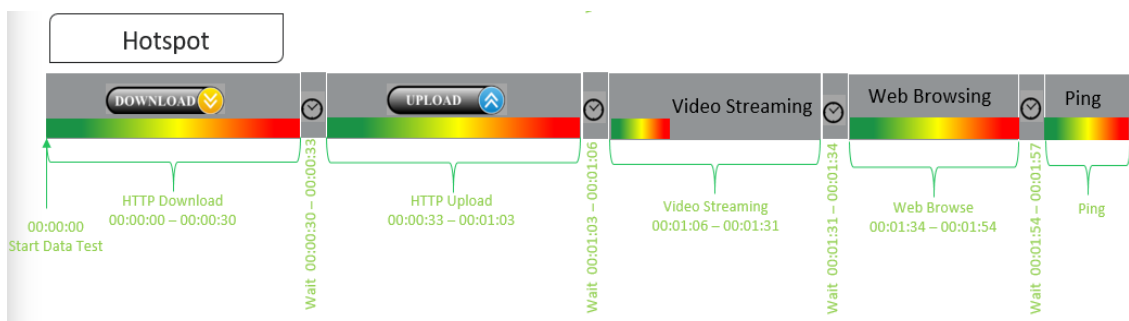 Hotspot
DOWNLOAD
UPLOAD
Video Streaming
Web Browsing
Ping
00:00:00
Start Data Test
HTTP Download
00:00:00 – 00:00:30
Wait 00:00:30 – 00:00:33
HTTP Upload
00:00:33 – 00:01:03
Wait 00:01:03 – 00:01:06
Video Streaming
00:01:06 – 00:01:31
Wait 00:01:31 – 00:01:34
Web Browse
00:01:34 – 00:01:54
Wait 00:01:54 – 00:01:57
Ping